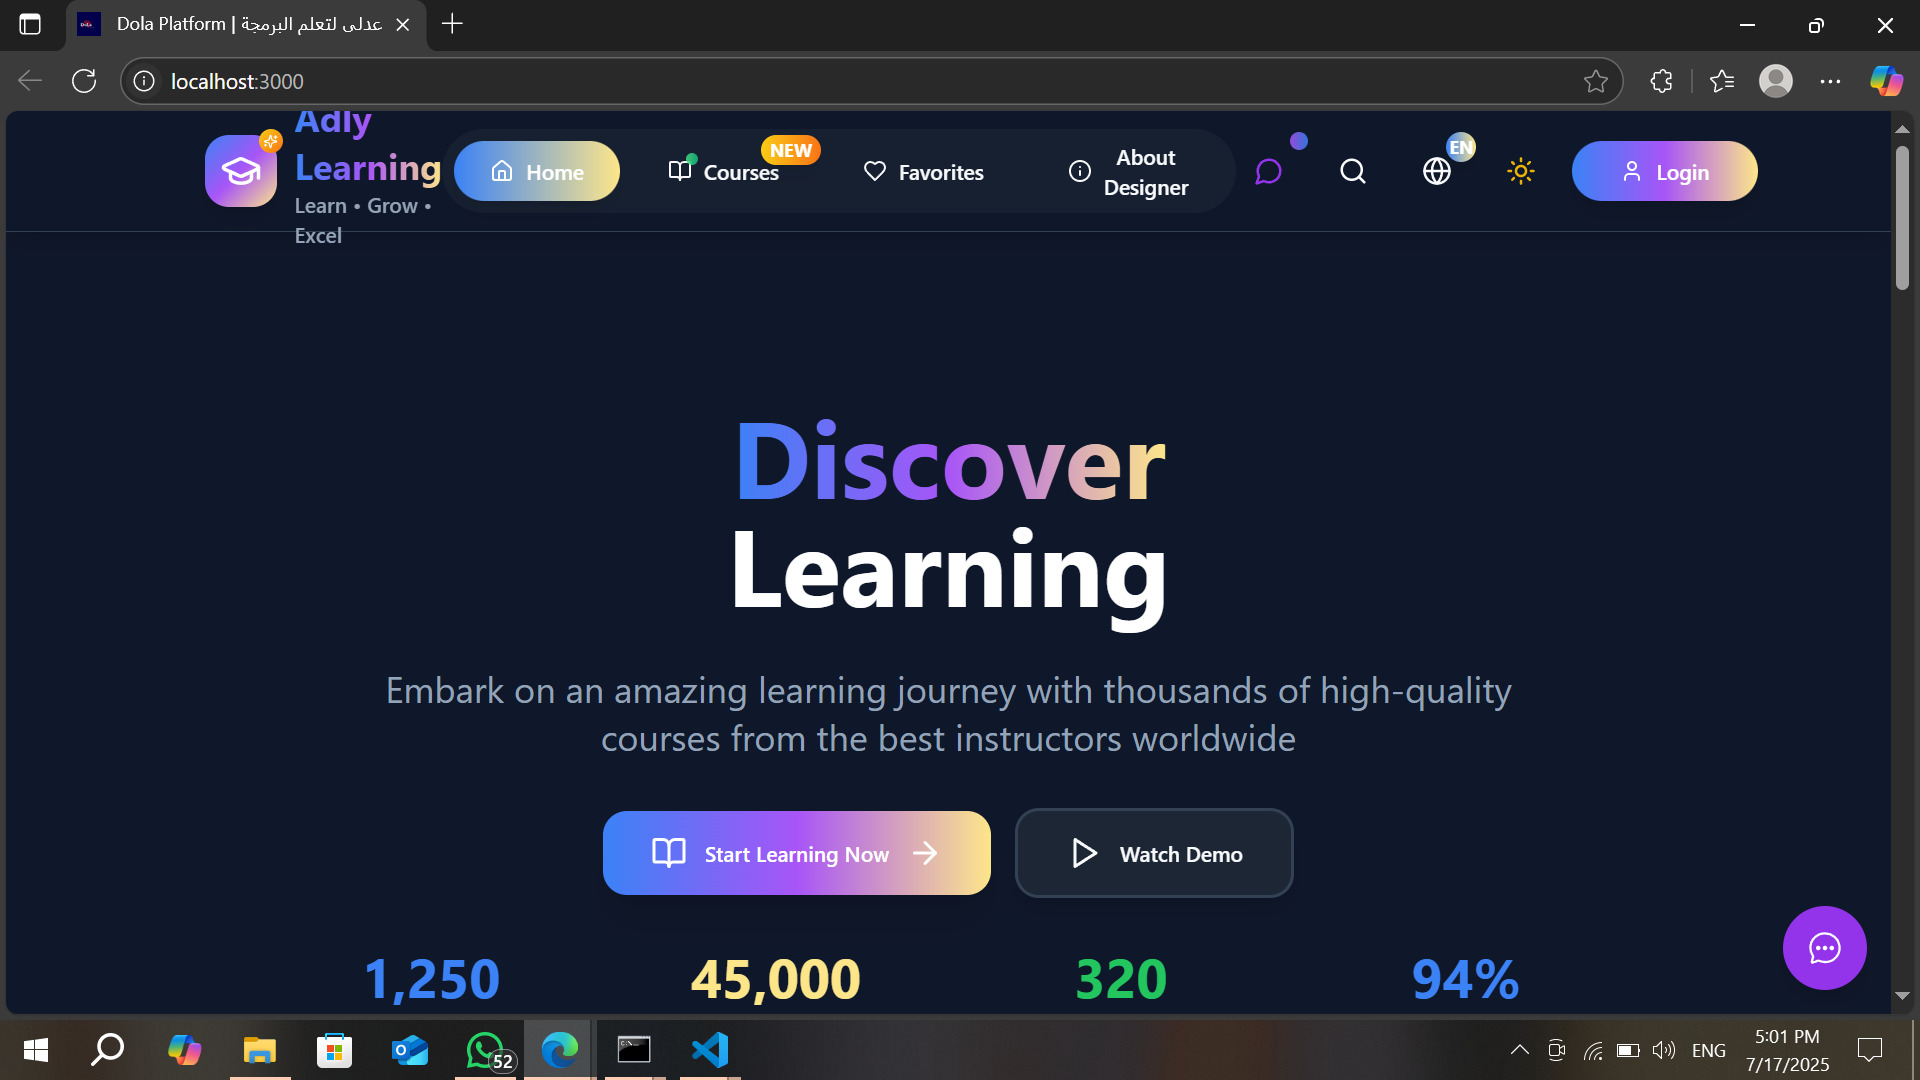 Dola Platform | عدلى لتعلم البرمجة
localhost:3000
Adly
Learning
Learn • Grow •
Excel
Home
Courses
NEW
Favorites
About
Designer
EN
Login
Discover
Learning
Embark on an amazing learning journey with thousands of high-quality
courses from the best instructors worldwide
Start Learning Now
Watch Demo
1,250
45,000
320
94%
52
ENG
5:01 PM
7/17/2025